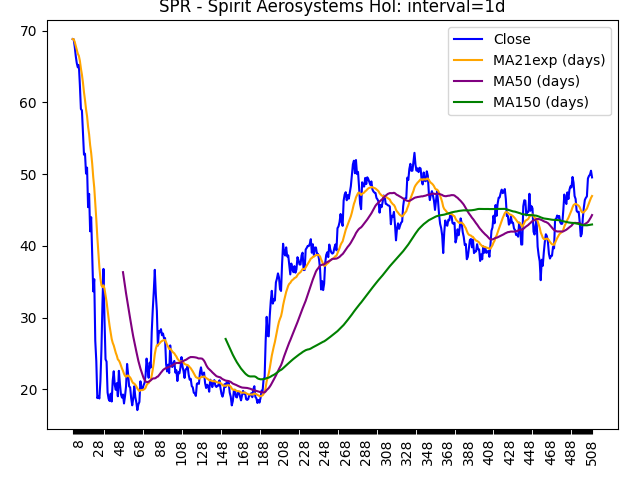 SPR - Spirit Aerosystems Hol: interval=1d
Close
MA21exp (days)
MA50 (days)
MA150 (days)
70
60
50
40
30
20
8 28 48 68 88 108 128 148 168 188 208 228 248 268 288 308 328 348 368 388 408 428 448 468 488 508